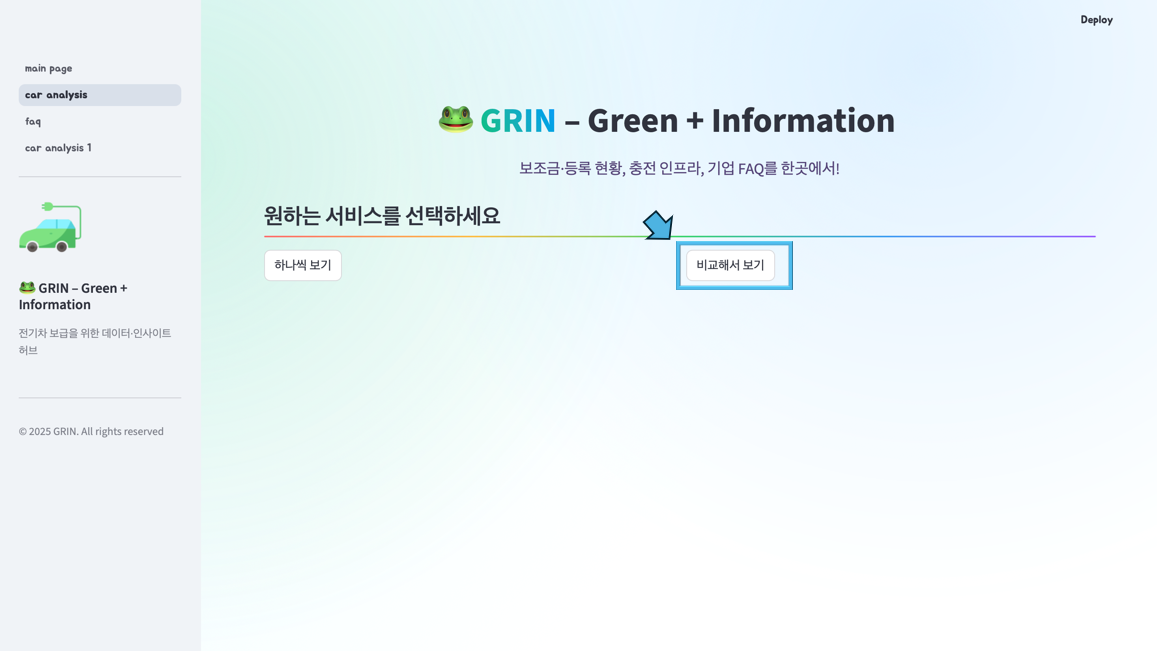 Deploy
main page
car analysis
faq
car analysis 1
🐸 GRIN – Green +
Information
전기차 보급을 위한 데이터·인사이트
허브
© 2025 GRIN. All rights reserved
🐸 GRIN – Green + Information
보조금·등록 현황, 충전 인프라, 기업 FAQ를 한곳에서!
원하는 서비스를 선택하세요
하나씩 보기
비교해서 보기